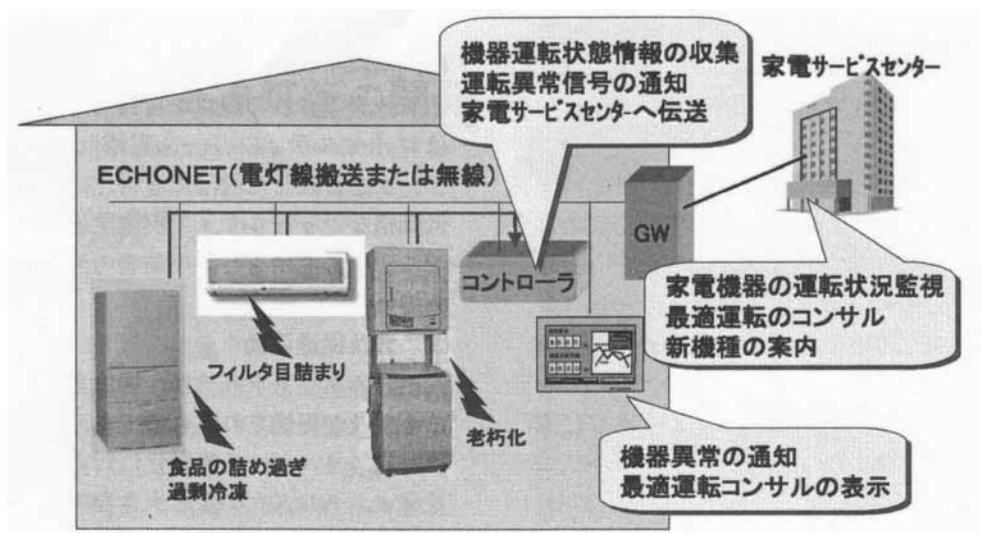 機器運転状態情報の収集
運転異常信号の通知
家電サービスセンターへ伝送
家電サービスセンター
ECHONET(電灯線搬送または無線)
GW
コントローラ
家電機器の運転状況監視
最適運転のコンサル
新機種の案内
フィルタ目詰まり
老朽化
食品の詰め過ぎ
過剰冷凍
機器異常の通知
最適運転コンサルの表示